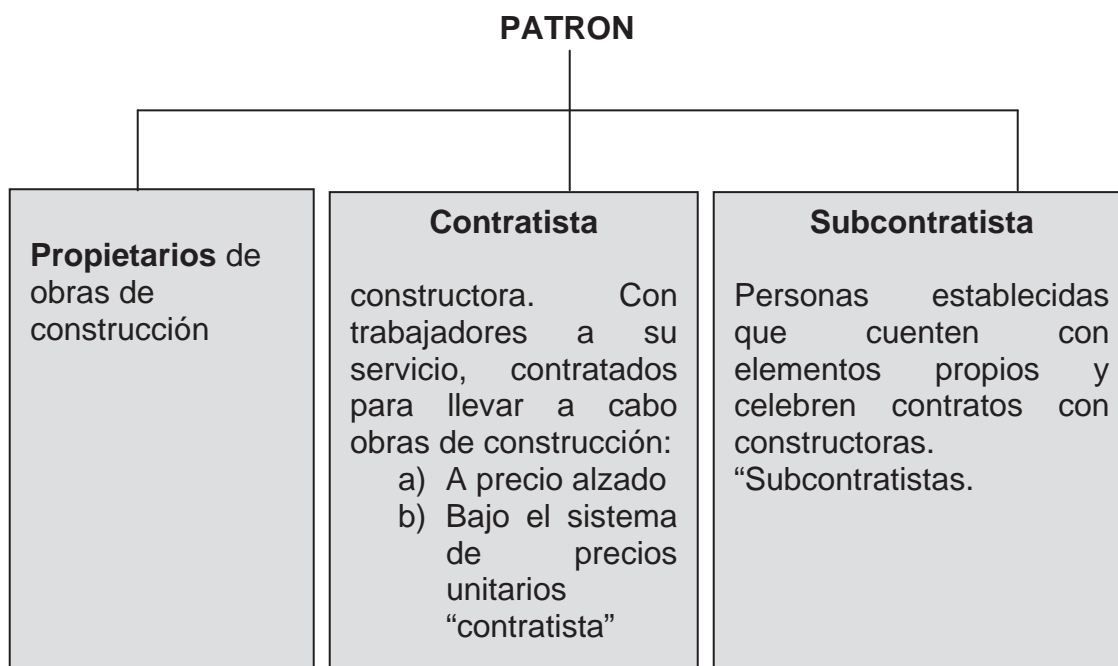 PATRON
Propietarios de
obras de
construcción
Contratista
constructora. Con
trabajadores a su
servicio, contratados
para llevar a cabo
obras de construcción:
a) A precio alzado
b) Bajo el sistema
de precios
unitarios
“contratista”
Subcontratista
Personas establecidas
que cuenten con
elementos propios y
celebren contratos con
constructoras.
“Subcontratistas.